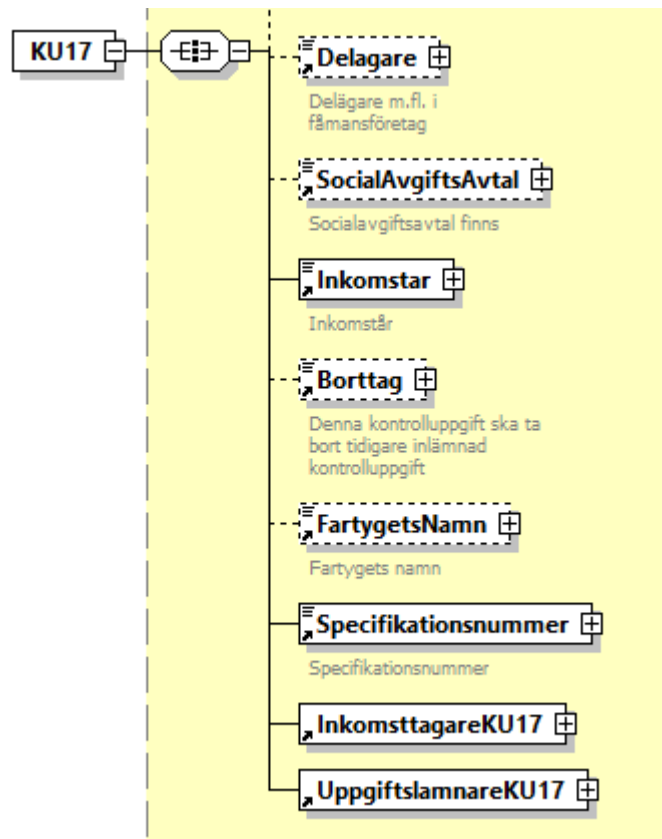 KU17
Delagare
Delägare m.fl. i
fåmansföretag
SocialAvgiftsAvtal
Socialavgiftsavtal finns
Inkomstar
Inkomstår
Borttag
Denna kontrolluppgift ska ta
bort tidigare inlämnad
kontrolluppgift
FartygetsNamn
Fartygets namn
Specifikationsnummer
Specifikationsnummer
InkomsttagareKU17
UppgiftslamnareKU17